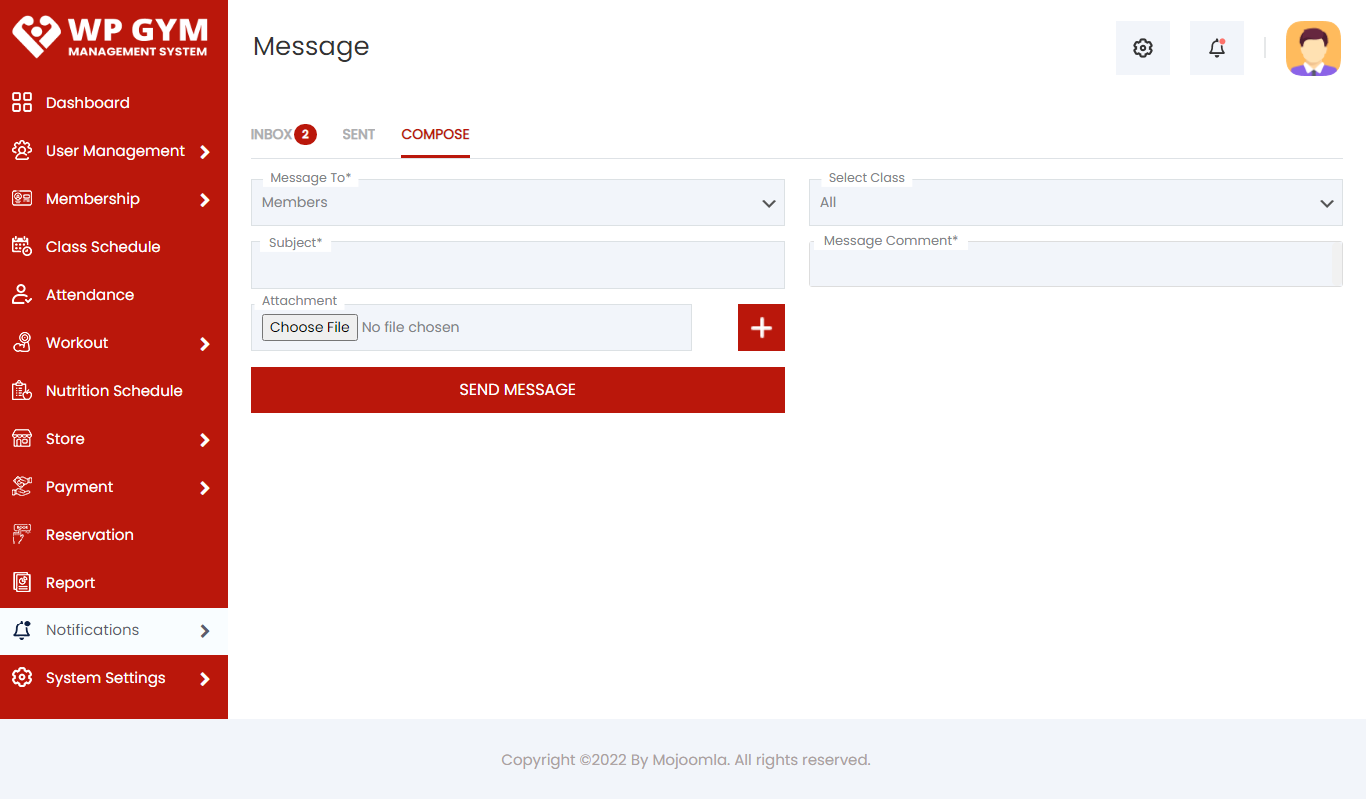 WP GYM
MANAGEMENT SYSTEM
Dashboard
User Management
Membership
Class Schedule
Attendance
Workout
Nutrition Schedule
Store
Payment
Reservation
Report
Notifications
System Settings
Message
INBOX 2 SENT COMPOSE
Message To*
Members
Select Class
All
Subject*
Message Comment*
Attachment
Choose File No file chosen
SEND MESSAGE
Copyright ©2022 By Mojoomla. All rights reserved.